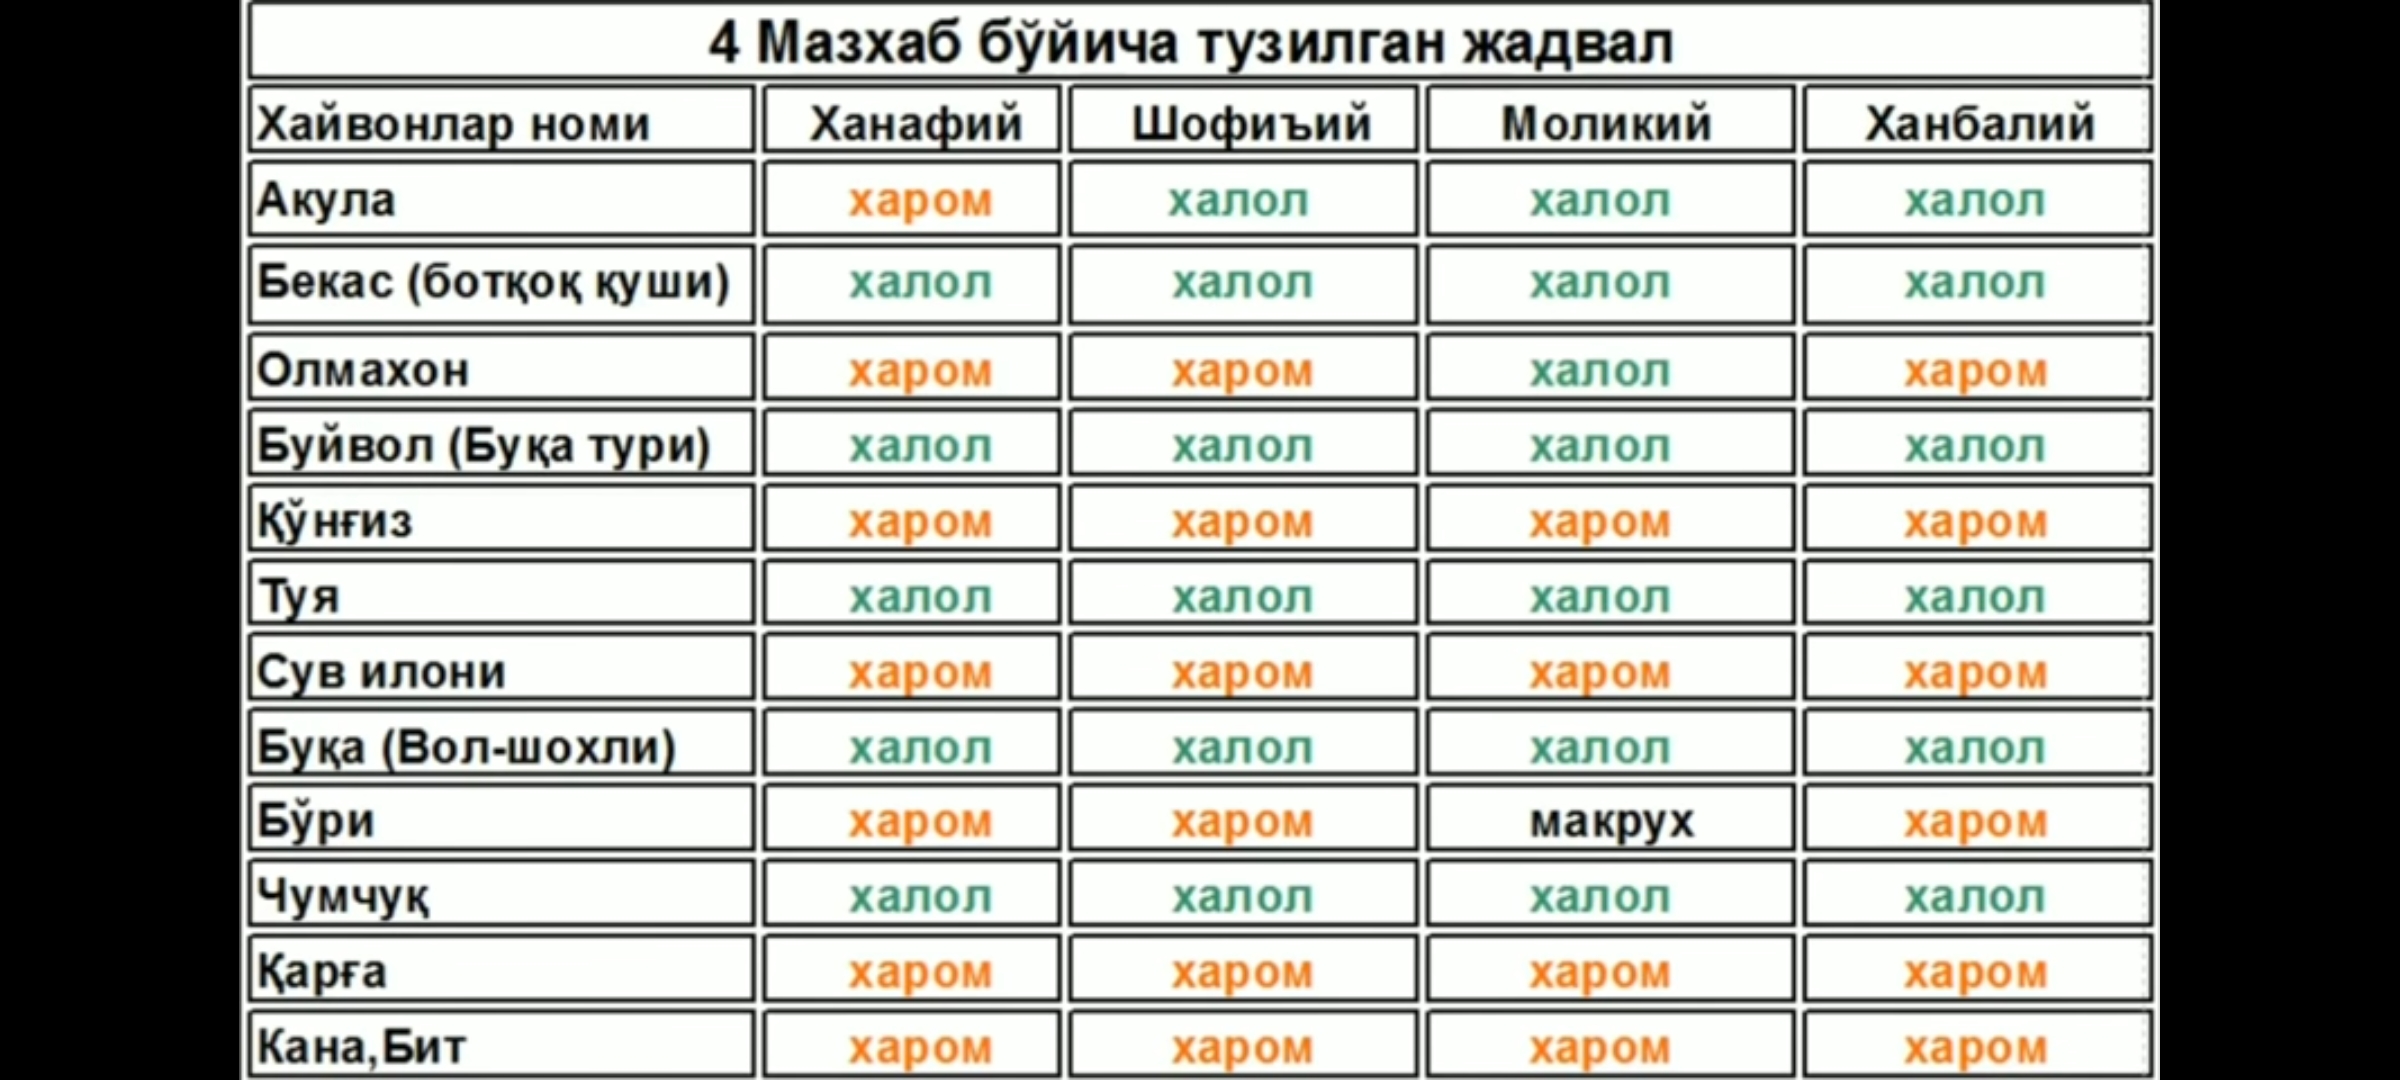 4 Мазхаб бўйича тузилган жадвал
Хайвонлар номи Ханафий Шофиъий Моликий Ханбалий
Акула харом халол халол халол
Бекас (ботқоқ қуши) халол халол халол халол
Олмахон харом харом халол харом
Буйвол (Буқа тури) халол халол халол халол
Қўнғиз харом харом харом харом
Туя халол халол халол халол
Сув илони харом харом харом харом
Буқа (Вол-шохли) халол халол халол халол
Бўри харом харом макрух харом
Чумчуқ халол халол халол халол
Қарға харом харом харом харом
Кана,Бит харом харом харом харом